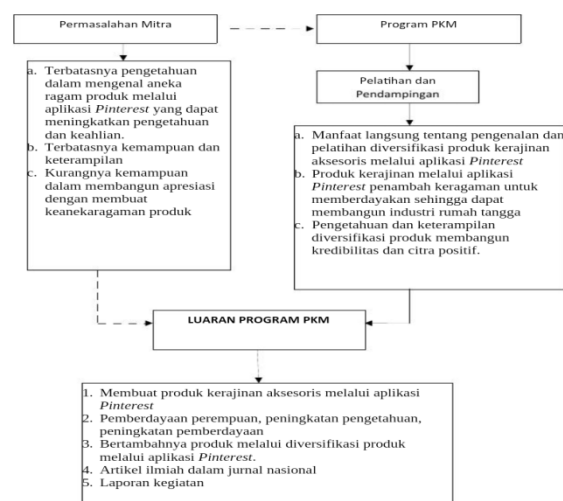 Permasalahan Mitra
Program PKM
Pelatihan dan
Pendampingan
a. Terbatasnya pengetahuan
dalam mengenal aneka
ragam produk melalui
aplikasi Pinterest yang dapat
meningkatkan pengetahuan
dan keahlian.
b. Terbatasnya kemampuan dan
keterampilan
c. Kurangnya kemampuan
dalam membangun apresiasi
dengan membuat
keanekaragaman produk
a. Manfaat langsung tentang pengenalan dan
pelatihan diversifikasi produk kerajinan
aksesoris melalui aplikasi Pinterest
b. Produk kerajinan melalui aplikasi
Pinterest penambah keragaman untuk
memberdayakan sehingga dapat
membangun industri rumah tangga
c. Pengetahuan dan keterampilan
diversifikasi produk membangun
kredibilitas dan citra positif.
LUARAN PROGRAM PKM
1. Membuat produk kerajinan aksesoris melalui aplikasi
Pinterest
2. Pemberdayaan perempuan, peningkatan pengetahuan,
peningkatan pemberdayaan
3. Bertambahnya produk melalui diversifikasi produk
melalui aplikasi Pinterest.
4. Artikel ilmiah dalam jurnal nasional
5. Laporan kegiatan